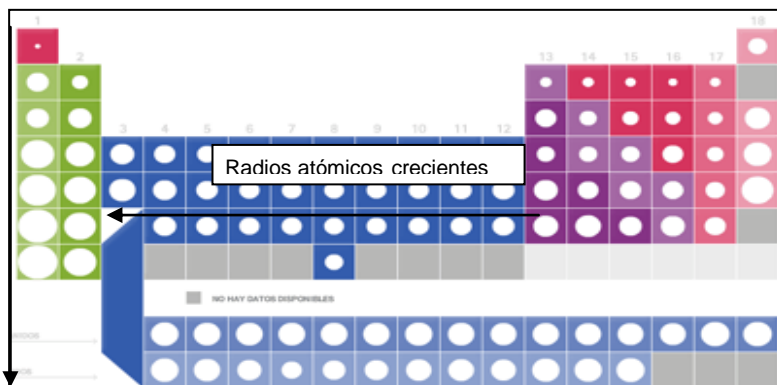 1
18
2
13 14 15 16 17
3 4 5 6 7 8 9 10 11 12
Radios atómicos crecientes
NO HAY DATOS DISPONIBLES